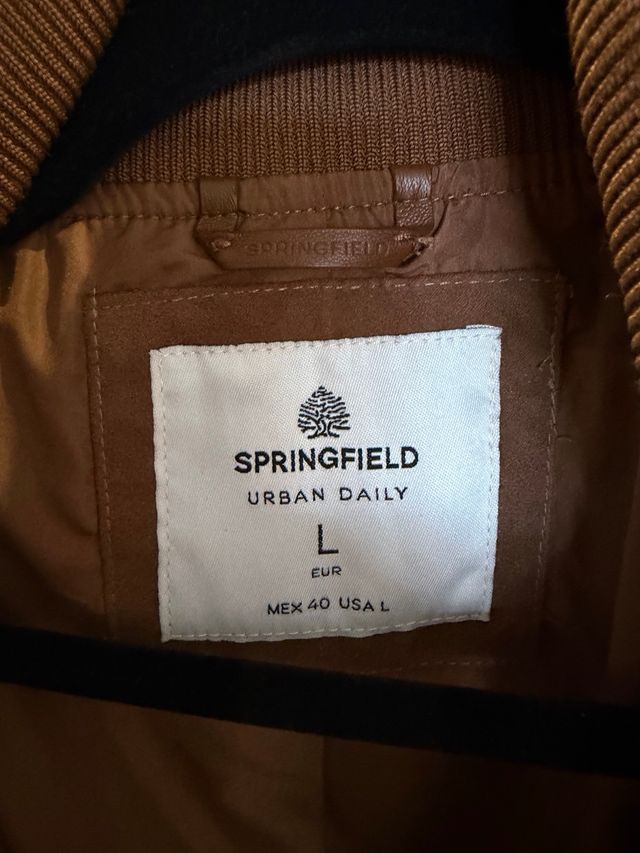 SPRINGFIELD
SPRINGFIELD
URBAN DAILY
L
EUR
MEX 40 USA L